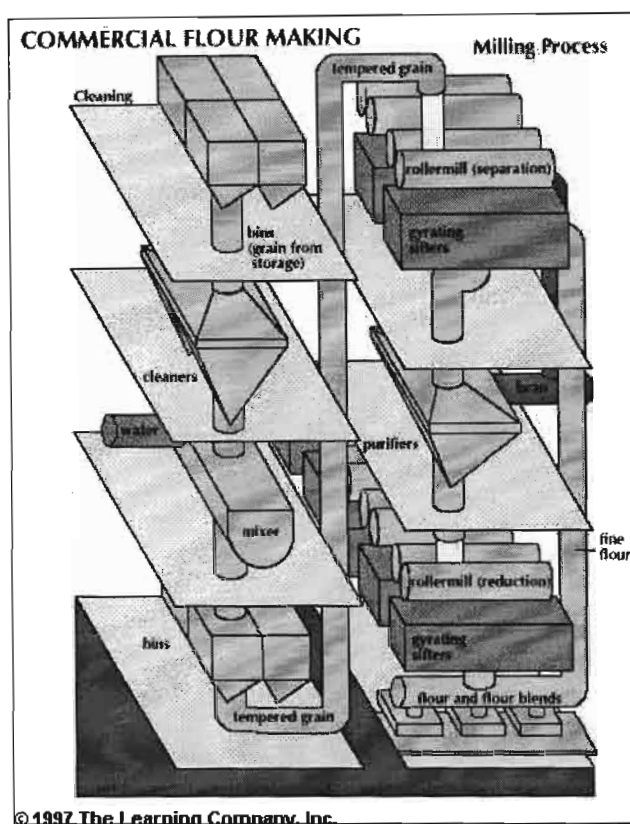 COMMERCIAL FLOUR MAKING
Milling Process
Cleaning
tempered grain
rollermill (separation)
gyrating
sifters
bins
(grain from
storage)
cleaners
bran
water
purifiers
mixer
fine
flour
rollermill (reduction)
gyrating
sifters
bins
flour and flour blends
tempered grain
© 1997 The Learning Company, Inc.